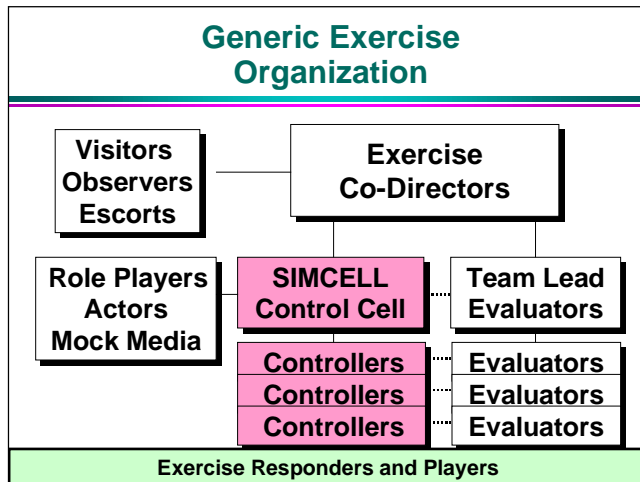 Generic Exercise
Organization
Visitors
Observers
Escorts
Exercise
Co-Directors
Role Players
Actors
Mock Media
SIMCELL
Control Cell
Team Lead
Evaluators
Controllers
Controllers
Controllers
Evaluators
Evaluators
Evaluators
Exercise Responders and Players